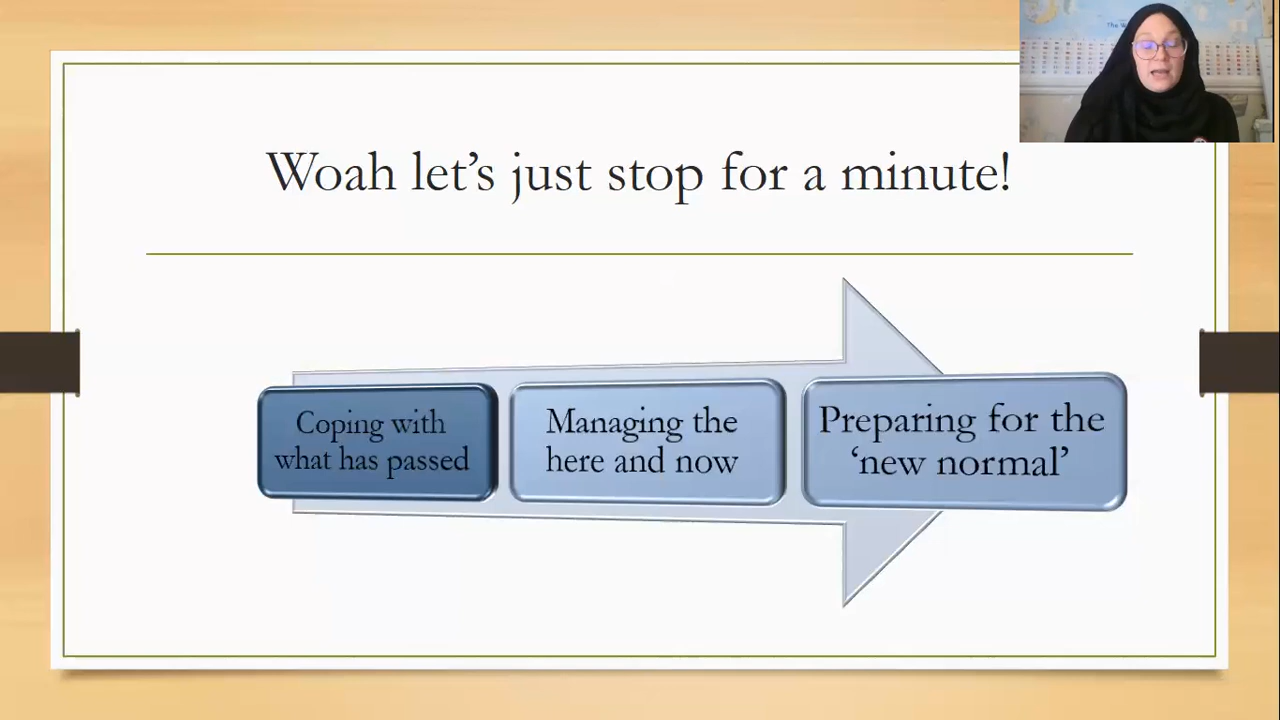 Woah let’s just stop for a minute!
Coping with
what has passed
Managing the
here and now
Preparing for the
‘new normal’